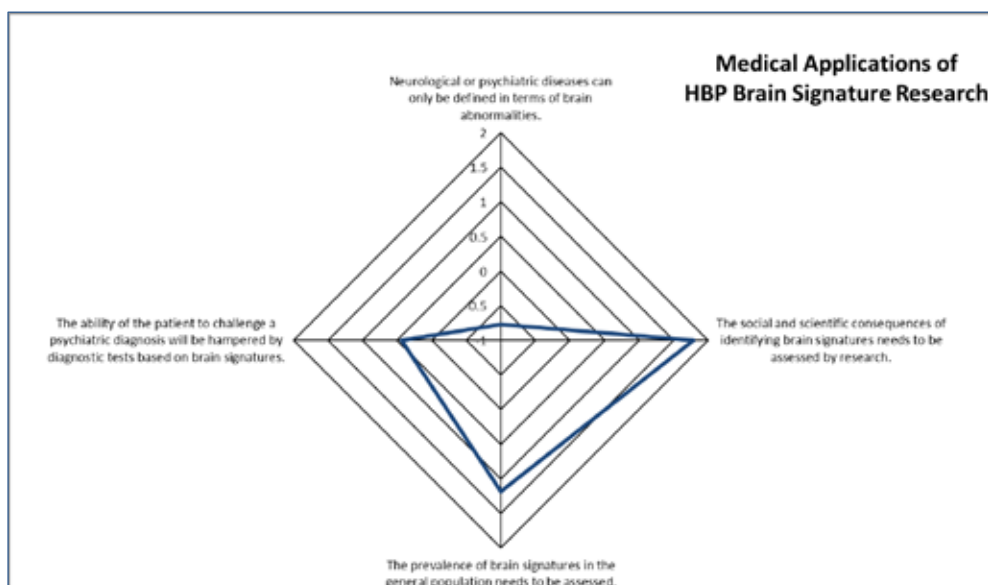 Medical Applications of
HBP Brain Signature Research
Neurological or psychiatric diseases can
only be defined in terms of brain
abnormalities.
2
1.5
1
0.5
0
0.5
1
The ability of the patient to challenge a
psychiatric diagnosis will be hampered by
diagnostic tests based on brain signatures.
The social and scientific consequences of
identifying brain signatures needs to be
assessed by research.
The prevalence of brain signatures in the
general population needs to be assessed.